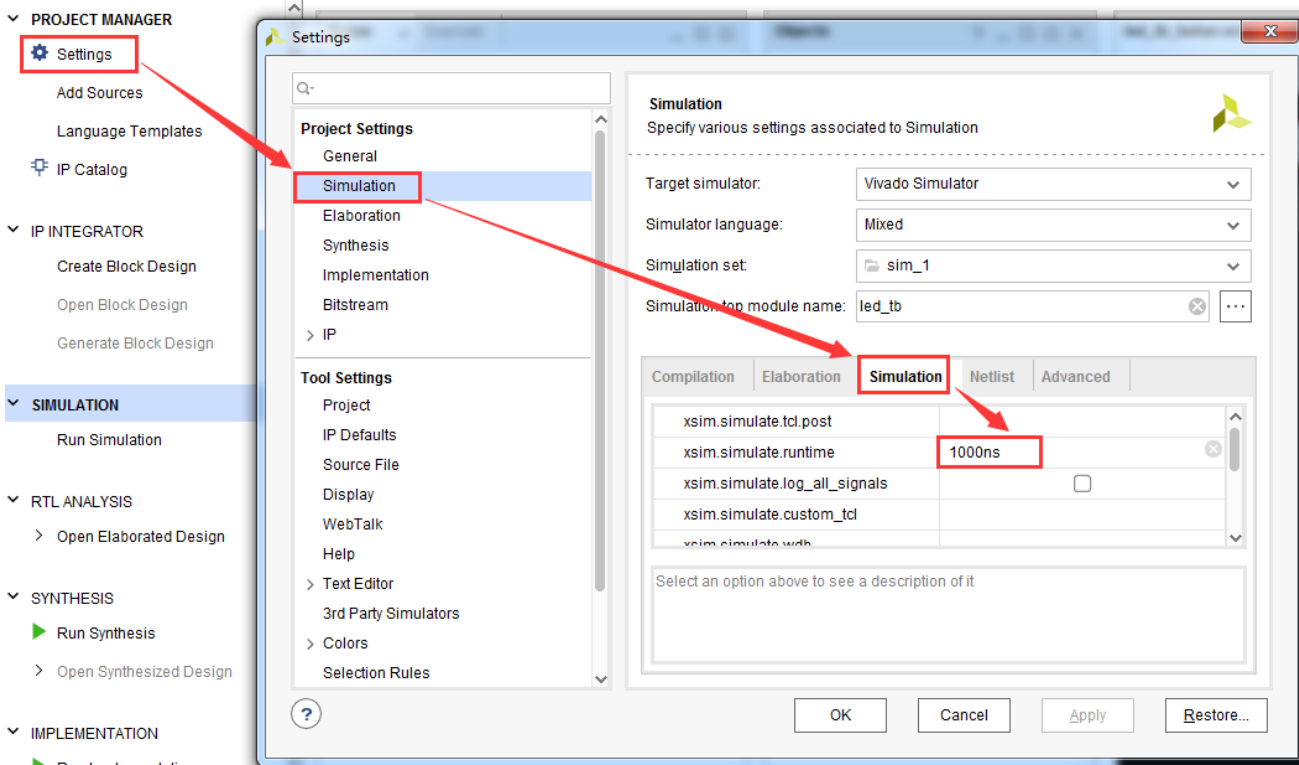 PROJECT MANAGER
Settings
Add Sources
Language Templates
IP Catalog
IP INTEGRATOR
Create Block Design
Open Block Design
Generate Block Design
SIMULATION
Run Simulation
RTL ANALYSIS
Open Elaborated Design
SYNTHESIS
Run Synthesis
Open Synthesized Design
IMPLEMENTATION
Settings
Project Settings
General
Simulation
Elaboration
Synthesis
Implementation
Bitstream
IP
Tool Settings
Project
IP Defaults
Source File
Display
WebTalk
Help
Text Editor
3rd Party Simulators
Colors
Selection Rules
Simulation
Specify various settings associated to Simulation
Target simulator: Vivado Simulator
Simulator language: Mixed
Simulation set: sim_1
Simulation top module name: led_tb
Compilation Elaboration Simulation Netlist Advanced
xsim.simulate.tcl.post
xsim.simulate.runtime 1000ns
xsim.simulate.log_all_signals
xsim.simulate.custom_tcl
xsim.simulate.wdb
Select an option above to see a description of it
? OK Cancel Apply Restore...